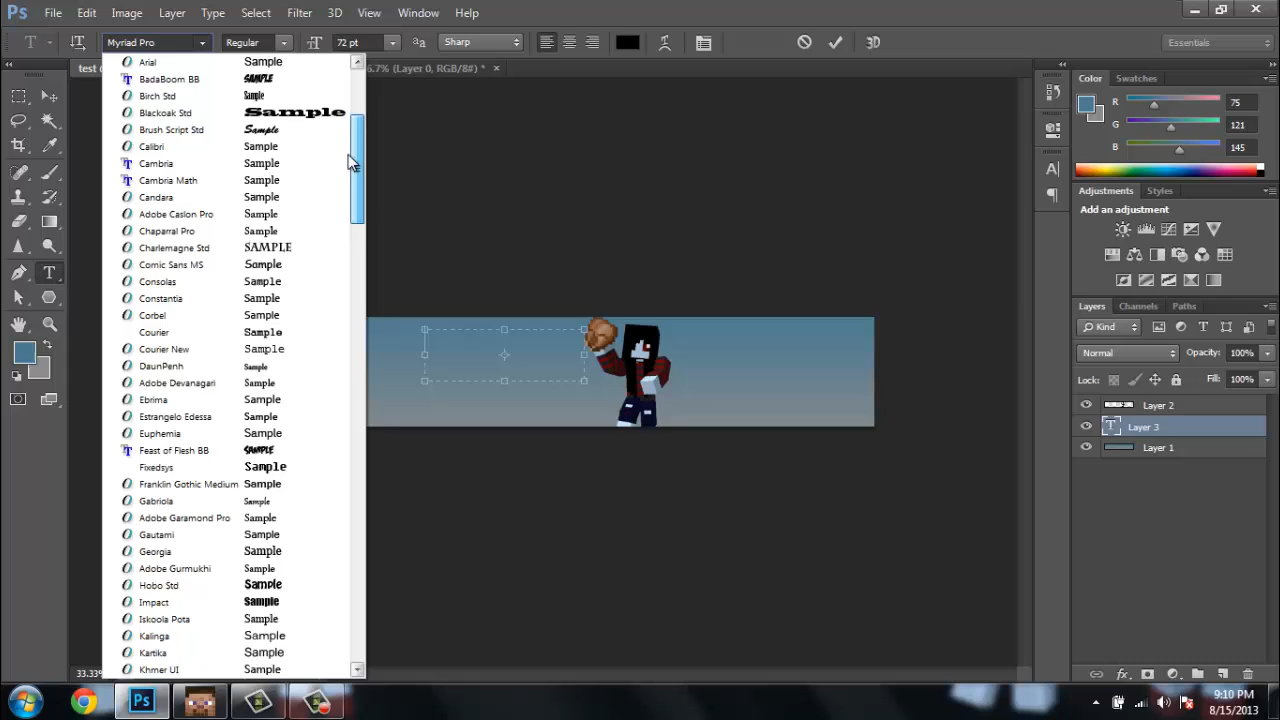 Ps File Edit Image Layer Type Select Filter 3D View Window Help
T Myriad Pro Regular 72 pt Sharp 3D Essentials
test 6.7% (Layer 0, RGB/8#) * ×
Arial Sample
BadaBoom BB SAMPLE
Birch Std Sample
Blackoak Std Sample
Brush Script Std Sample
Calibri Sample
Cambria Sample
Cambria Math Sample
Candara Sample
Adobe Caslon Pro Sample
Chaparral Pro Sample
Charlemagne Std SAMPLE
Comic Sans MS Sample
Consolas Sample
Constantia Sample
Corbel Sample
Courier Sample
Courier New Sample
DaunPenh Sample
Adobe Devanagari Sample
Ebrima Sample
Estrangelo Edessa Sample
Euphemia Sample
Feast of Flesh BB SAMPLE
Fixedsys Sample
Franklin Gothic Medium Sample
Gabriola Sample
Adobe Garamond Pro Sample
Gautami Sample
Georgia Sample
Adobe Gurmukhi Sample
Hobo Std Sample
Impact Sample
Iskoola Pota Sample
Kalinga Sample
Kartika Sample
Khmer UI Sample
33.33%
Color Swatches
R 75
G 121
B 145
Adjustments Styles
Add an adjustment
Layers Channels Paths
Kind
Normal Opacity: 100%
Lock: Fill: 100%
Layer 2
Layer 3
Layer 1
Ps
9:10 PM
8/15/2013